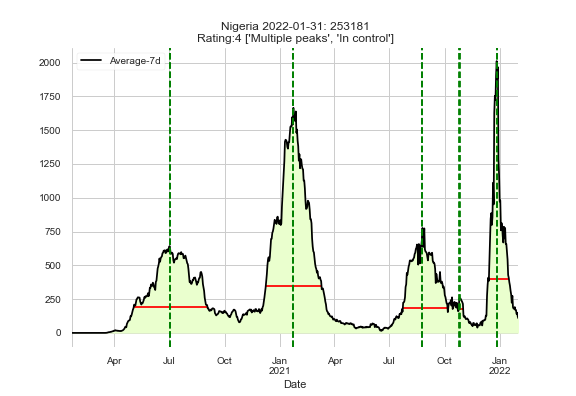 Nigeria 2022-01-31: 253181
Rating:4 ['Multiple peaks', 'In control']
Average-7d
2000
1750
1500
1250
1000
750
500
250
0
Apr Jul Oct Jan Apr Jul Oct Jan
2021 2022
Date